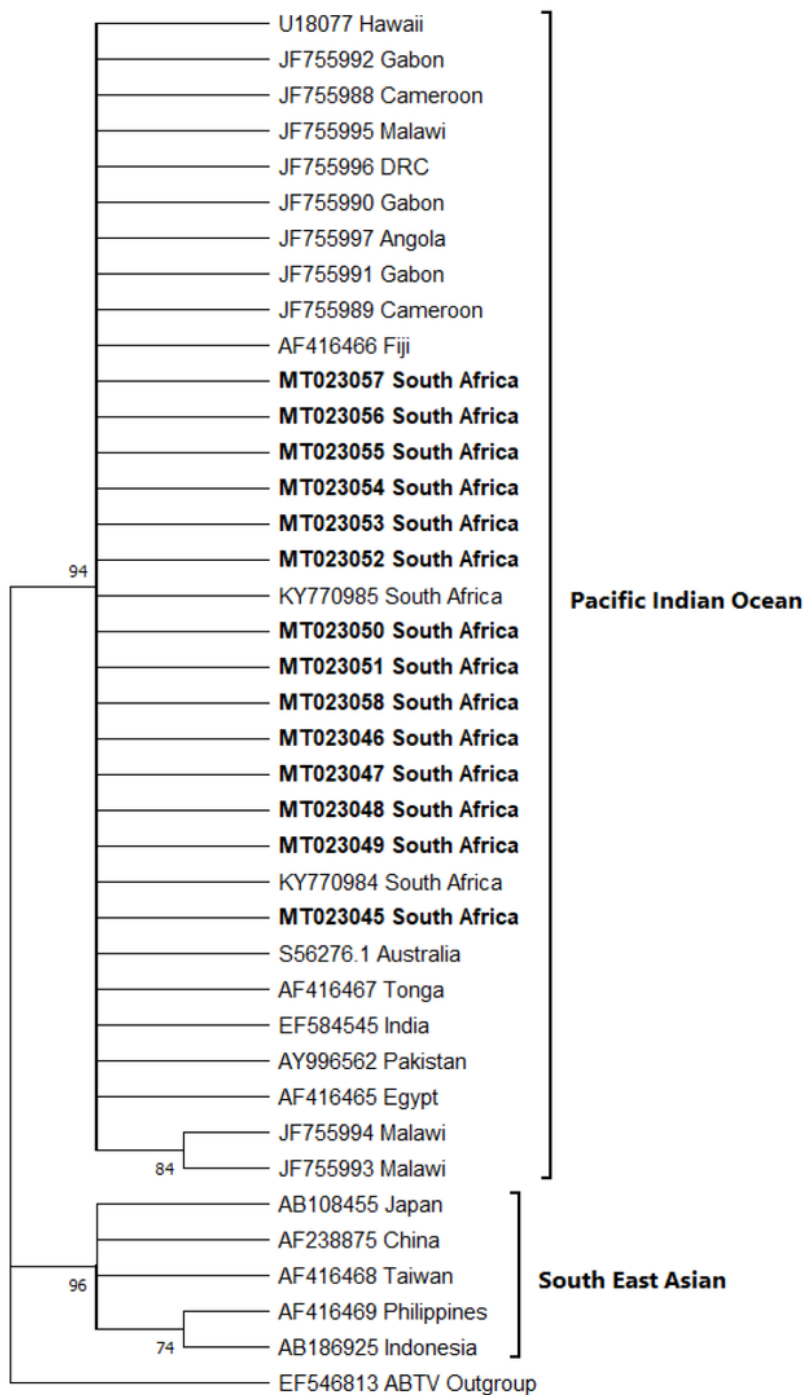 U18077 Hawaii
JF755992 Gabon
JF755988 Cameroon
JF755995 Malawi
JF755996 DRC
JF755990 Gabon
JF755997 Angola
JF755991 Gabon
JF755989 Cameroon
AF416466 Fiji
MT023057 South Africa
MT023056 South Africa
MT023055 South Africa
MT023054 South Africa
MT023053 South Africa
MT023052 South Africa
94
KY770985 South Africa
Pacific Indian Ocean
MT023050 South Africa
MT023051 South Africa
MT023058 South Africa
MT023046 South Africa
MT023047 South Africa
MT023048 South Africa
MT023049 South Africa
KY770984 South Africa
MT023045 South Africa
S56276.1 Australia
AF416467 Tonga
EF584545 India
AY996562 Pakistan
AF416465 Egypt
JF755994 Malawi
84
JF755993 Malawi
AB108455 Japan
AF238875 China
AF416468 Taiwan
South East Asian
96
AF416469 Philippines
74
AB186925 Indonesia
EF546813 ABTV Outgroup